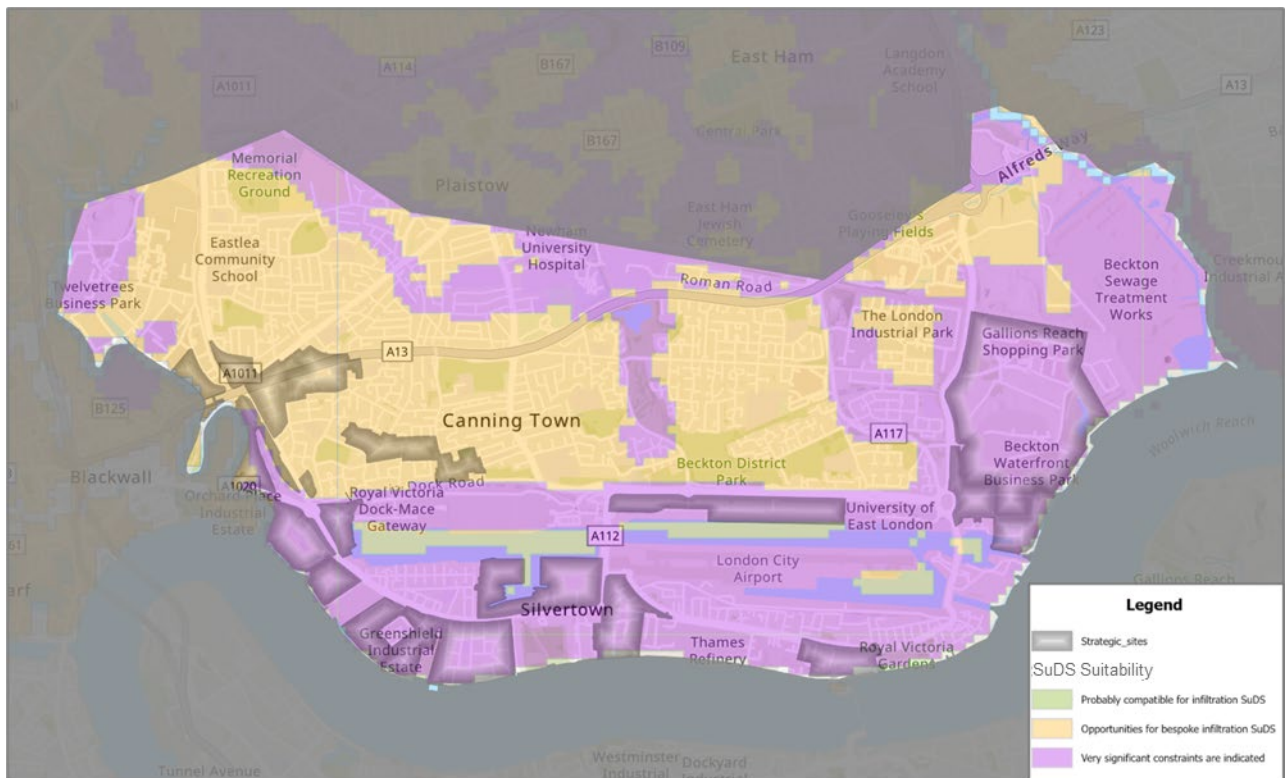 A123
B109
East Ham
Langdon
Academy
School
A114
B167
A1011
A13
B167
Central Park
Memorial
Recreation
Ground
Plaistow
Alfreds Way
East Ham
Jewish
Cemetery
Gooseley's
Playing Fields
Newham
University
Hospital
Eastlea
Community
School
Beckton
Sewage
Treatment
Works
Roman Road
Twelvetrees
Business Park
The London
Industrial Park
Gallions Reach
Shopping Park
A13
A1011
B125
Canning Town
A117
Woolwich Reach
Beckton
Waterfront
Business Park
Blackwall
Beckton District
Park
Dock Road
A1020
Orchard Place
Industrial
Estate
Royal Victoria
Dock-Mace
Gateway
University of
East London
A112
London City
Airport
Gallions Reach
Silvertown
Greenshield
Industrial
Estate
Thames
Refinery
Royal Victoria
Gardens
Westminster
Industrial
Dockyard
Industrial
Tunnel Avenue
Legend
Strategic_sites
SuDS Suitability
Probably compatible for infiltration SuDS
Opportunities for bespoke infiltration SuDS
Very significant constraints are indicated